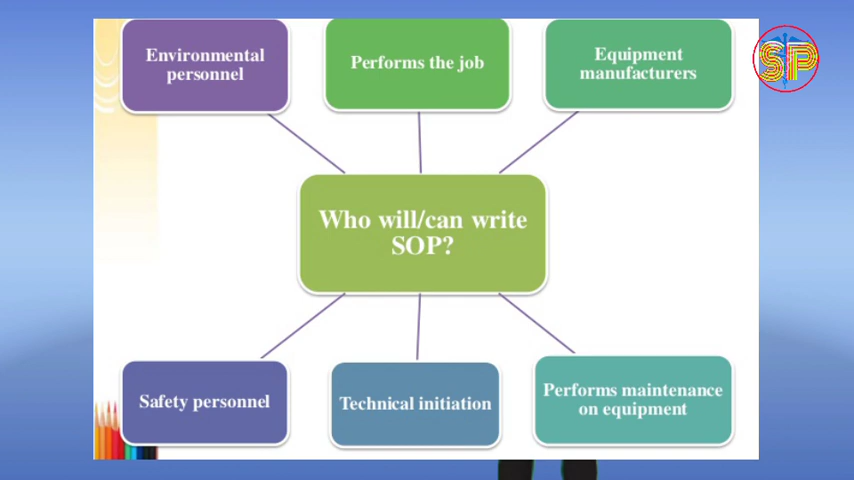 Environmental
personnel
Performs the job
Equipment
manufacturers
SP
Who will/can write
SOP?
Safety personnel
Technical initiation
Performs maintenance
on equipment